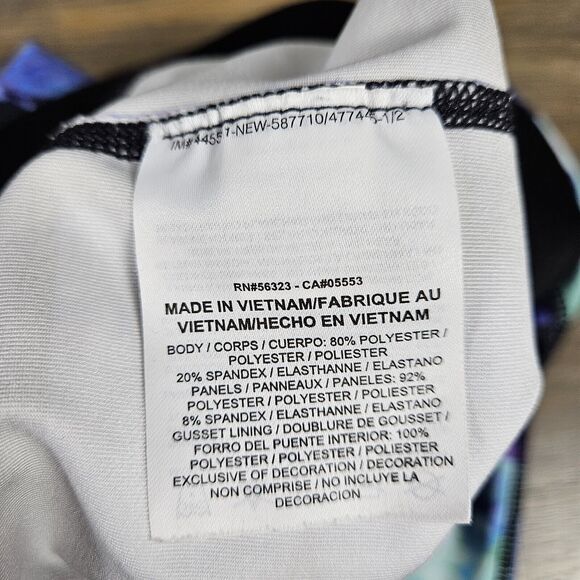 RN#56323 - CA#05553
MADE IN VIETNAM/FABRIQUE AU
VIETNAM/HECHO EN VIETNAM
BODY / CORPS / CUERPO: 80% POLYESTER /
POLYESTER / POLIESTER
20% SPANDEX / ELASTHANNE / ELASTANO
PANELS / PANNEAUX / PANELES: 92%
POLYESTER / POLYESTER / POLIESTER
8% SPANDEX / ELASTHANNE / ELASTANO
GUSSET LINING / DOUBLURE DE GOUSSET /
FORRO DEL PUENTE INTERIOR: 100%
POLYESTER / POLYESTER / POLIESTER
EXCLUSIVE OF DECORATION / DECORATION
NON COMPRISE / NO INCLUYE LA
DECORACION